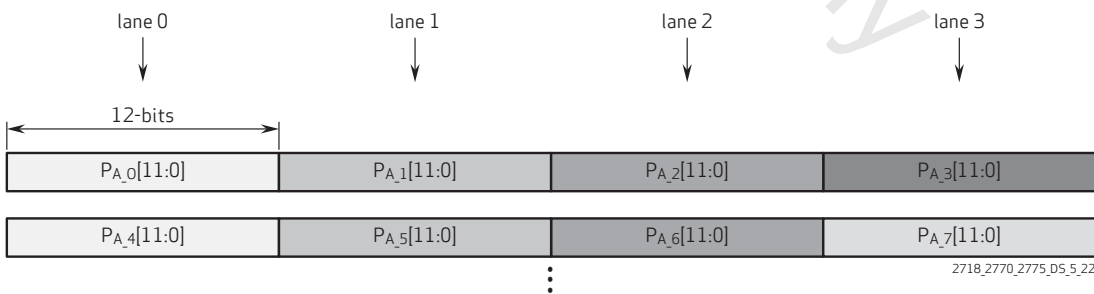 lane 0 lane 1 lane 2 lane 3
12-bits
PA_0[11:0] PA_1[11:0] PA_2[11:0] PA_3[11:0]
PA_4[11:0] PA_5[11:0] PA_6[11:0] PA_7[11:0]
2718_2770_2775_DS_5_22